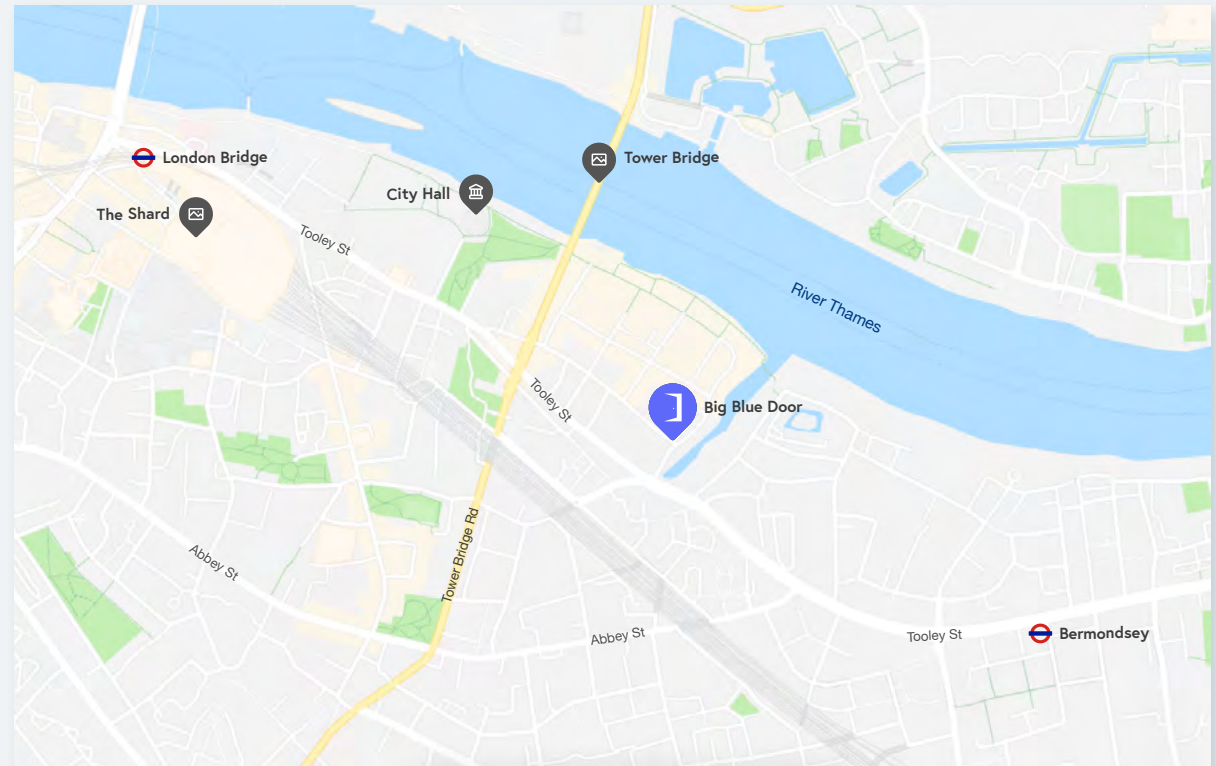 London Bridge
Tower Bridge
City Hall
The Shard
Tooley St
River Thames
Tooley St
Big Blue Door
Tower Bridge Rd
Abbey St
Abbey St
Tooley St
Bermondsey